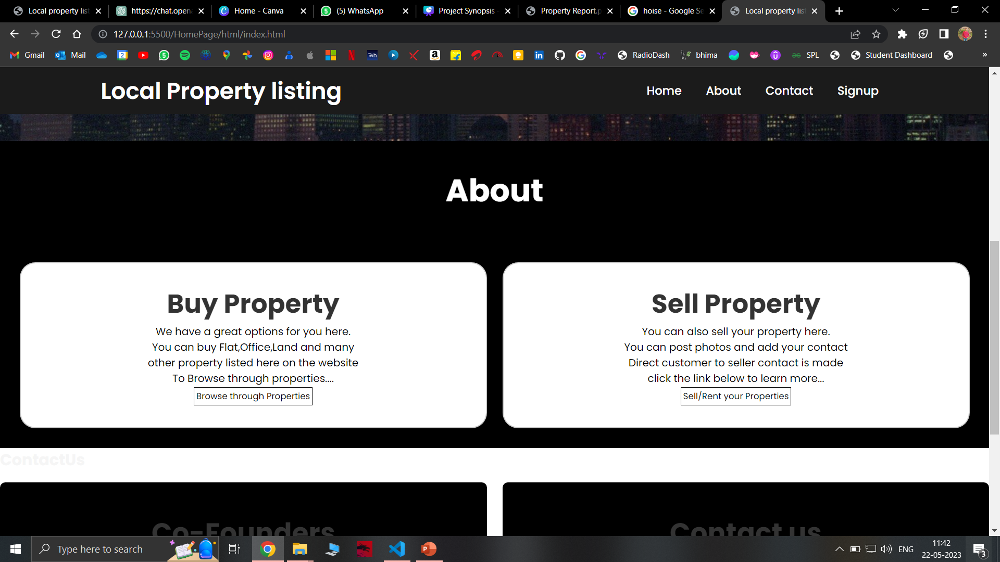 Local property list
https://chat.opena
Home - Canva
(5) WhatsApp
Project Synopsis -
Property Report.p
hoise - Google Se
Local property list
127.0.0.1:5500/HomePage/html/index.html
Gmail
Mail
RadioDash
bhima
SPL
Student Dashboard
»
Local Property listing
Home
About
Contact
Signup
About
Buy Property
We have a great options for you here.
You can buy Flat,Office,Land and many
other property listed here on the website
To Browse through properties....
Browse through Properties
Sell Property
You can also sell your property here.
You can post photos and add your contact
Direct customer to seller contact is made
click the link below to learn more...
Sell/Rent your Properties
ContactUs
Co-Founders
Contact us
Type here to search
ENG
11:42
22-05-2023
3